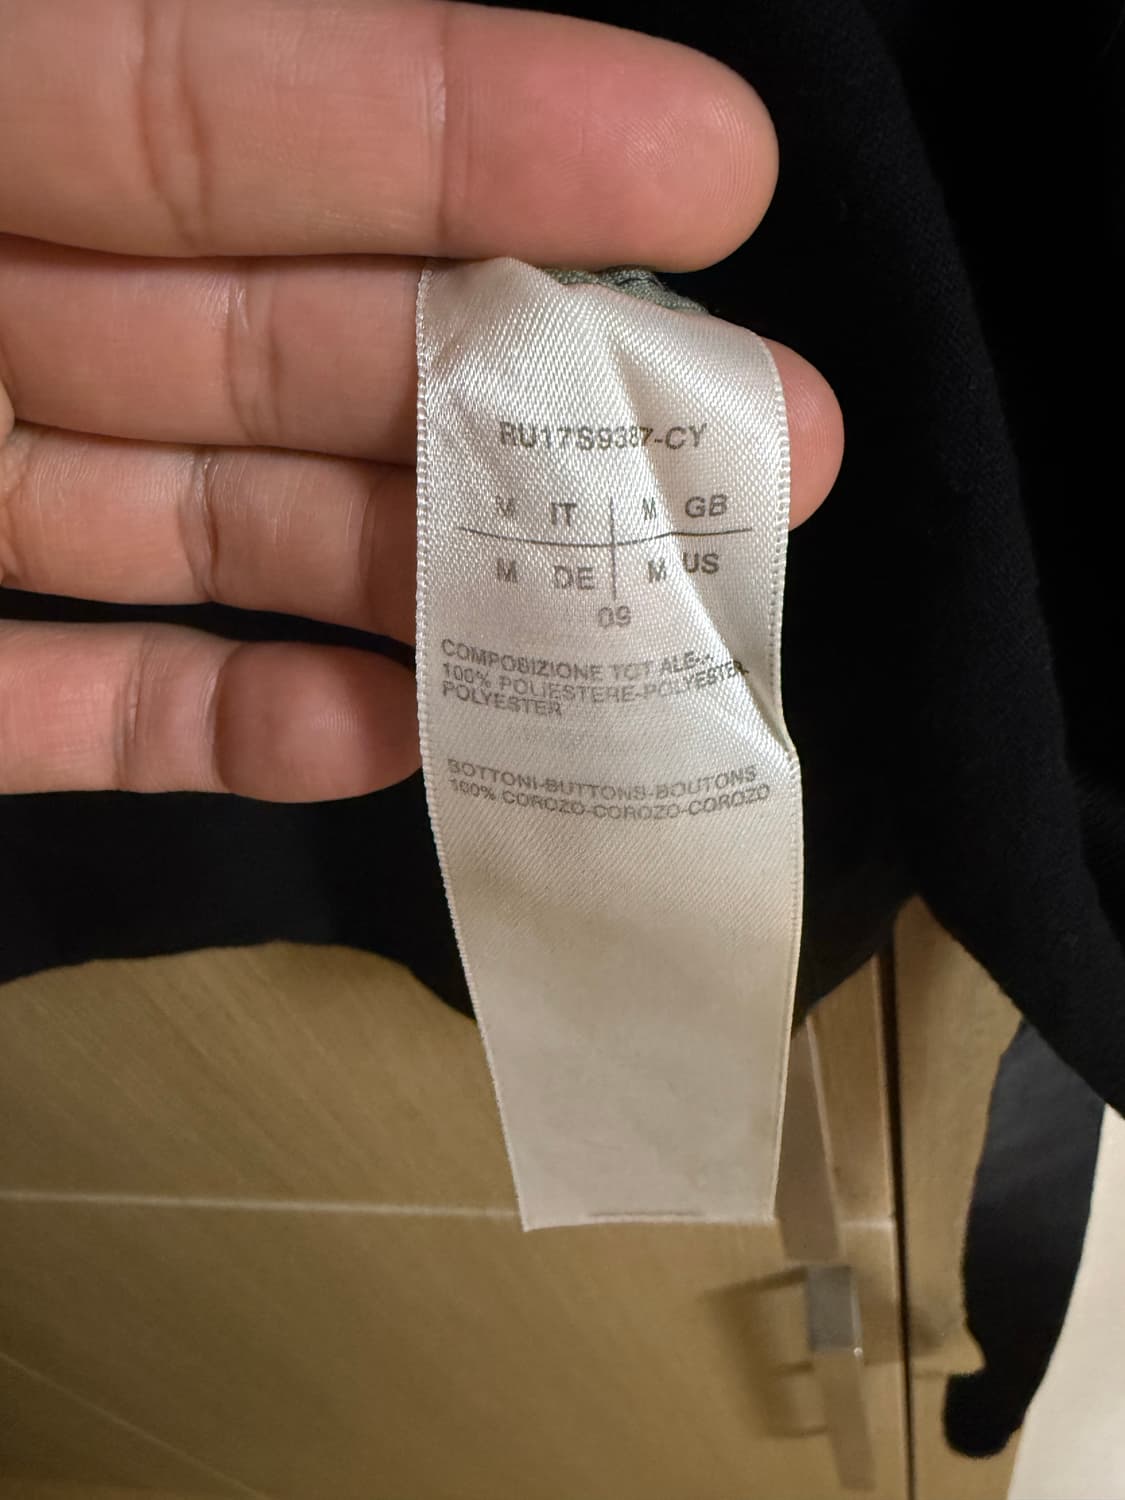 RU17S9387-CY
M IT M GB
M DE M US
09
COMPOSIZIONE TOTALE-
100% POLIESTERE-POLYESTER-
POLYESTER
BOTTONI-BUTTONS-BOUTONS
100% COROZO-COROZO-COROZO